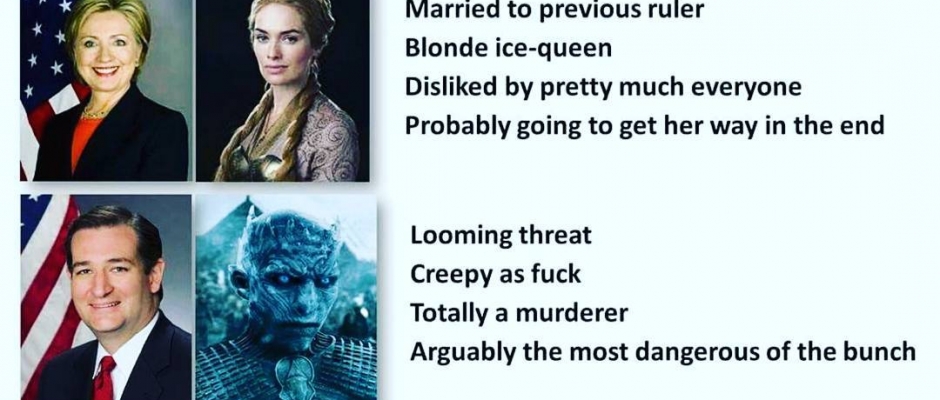 Married to previous ruler
Blonde ice-queen
Disliked by pretty much everyone
Probably going to get her way in the end
Looming threat
Creepy as fuck
Totally a murderer
Arguably the most dangerous of the bunch